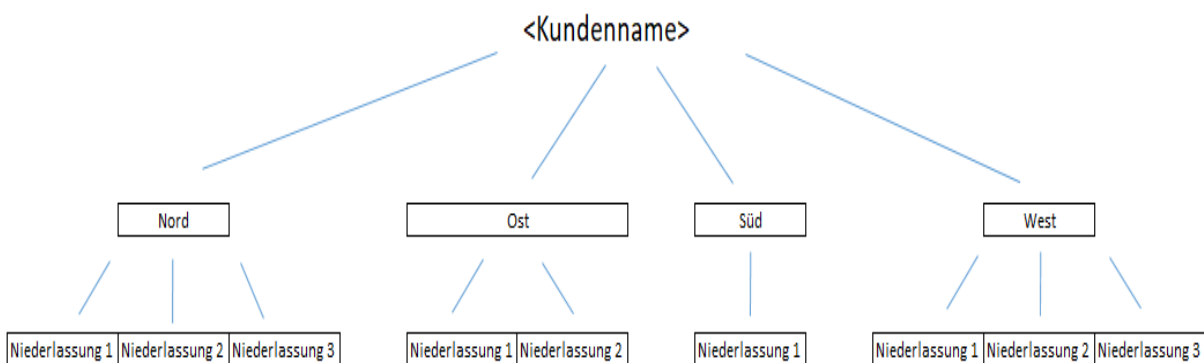 <Kundenname>
Nord Ost Süd West
Niederlassung 1 Niederlassung 2 Niederlassung 3 Niederlassung 1 Niederlassung 2 Niederlassung 1 Niederlassung 1 Niederlassung 2 Niederlassung 3